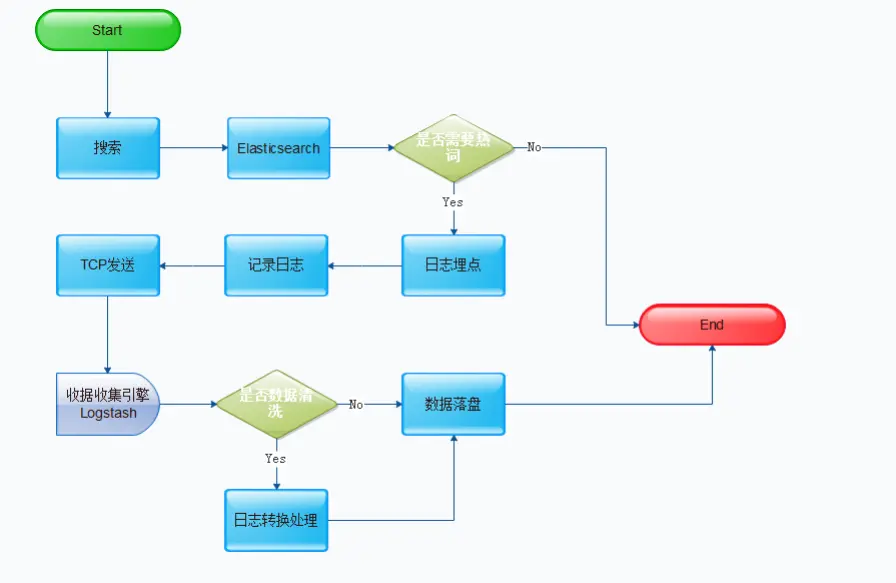 Start
搜索
Elasticsearch
是否需要热
词
No
Yes
TCP发送
记录日志
日志埋点
End
收据收集引擎
Logstash
是否数据清
洗
No
数据落盘
Yes
日志转换处理